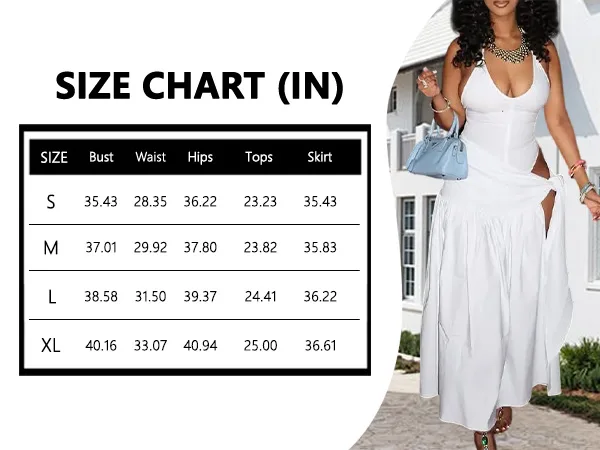 SIZE CHART (IN)
SIZE Bust Waist Hips Tops Skirt
S 35.43 28.35 36.22 23.23 35.43
M 37.01 29.92 37.80 23.82 35.83
L 38.58 31.50 39.37 24.41 36.22
XL 40.16 33.07 40.94 25.00 36.61